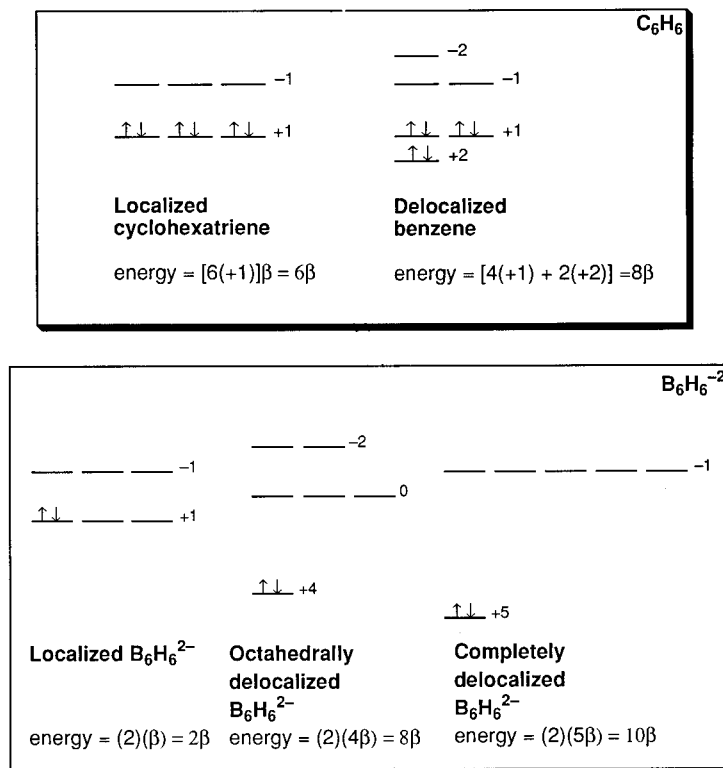 C₆H₆
−2
−1 −1
↑↓ ↑↓ ↑↓ +1 ↑↓ ↑↓ +1
↑↓ +2
Localized
cyclohexatriene
energy = [6(+1)]β = 6β
Delocalized
benzene
energy = [4(+1) + 2(+2)] =8β
B₆H₆⁻²
−2
−1 −1
0
↑↓ +1
↑↓ +4
↑↓ +5
Localized B₆H₆²⁻
energy = (2)(β) = 2β
Octahedrally
delocalized
B₆H₆²⁻
energy = (2)(4β) = 8β
Completely
delocalized
B₆H₆²⁻
energy = (2)(5β) = 10β